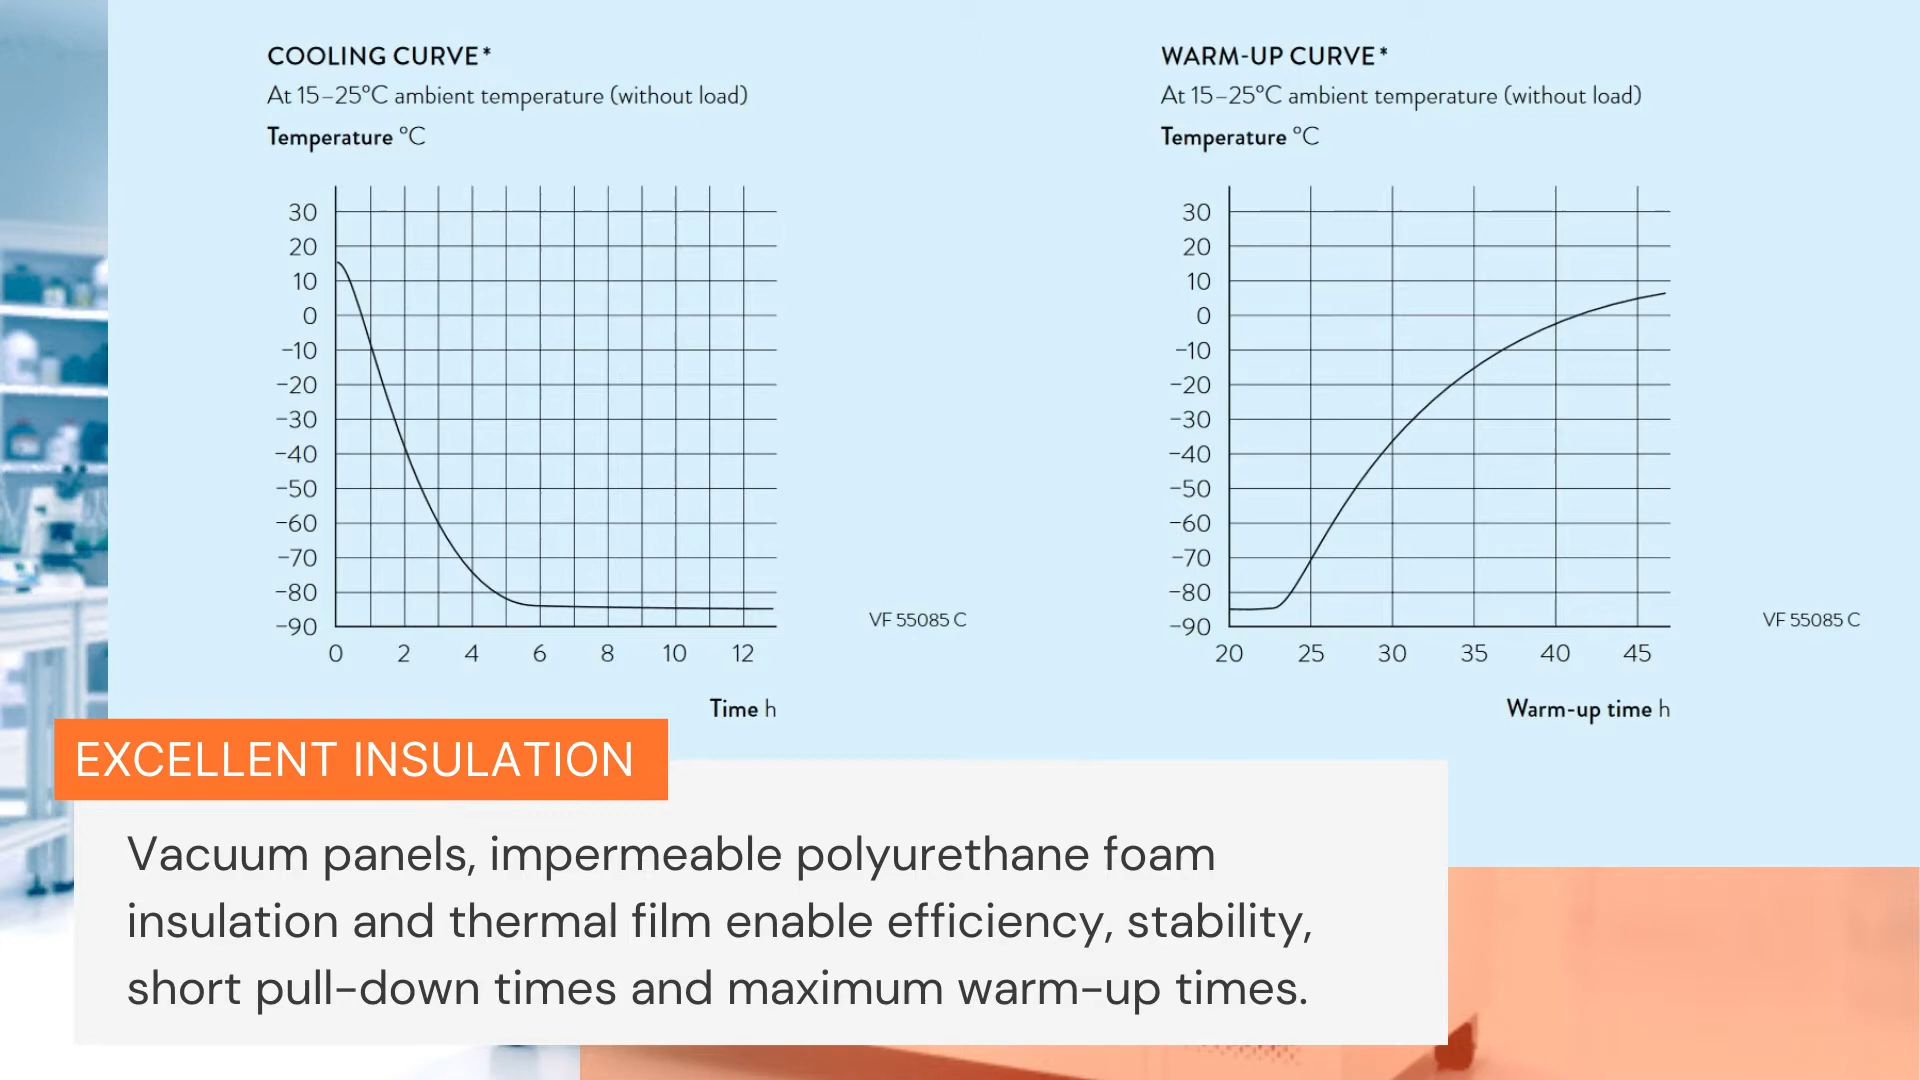 COOLING CURVE*
At 15–25°C ambient temperature (without load)
Temperature °C
30
20
10
0
−10
−20
−30
−40
−50
−60
−70
−80
−90
0 2 4 6 8 10 12
Time h
VF 55085 C
WARM-UP CURVE*
At 15–25°C ambient temperature (without load)
Temperature °C
30
20
10
0
−10
−20
−30
−40
−50
−60
−70
−80
−90
20 25 30 35 40 45
Warm-up time h
VF 55085 C
EXCELLENT INSULATION
Vacuum panels, impermeable polyurethane foam
insulation and thermal film enable efficiency, stability,
short pull-down times and maximum warm-up times.